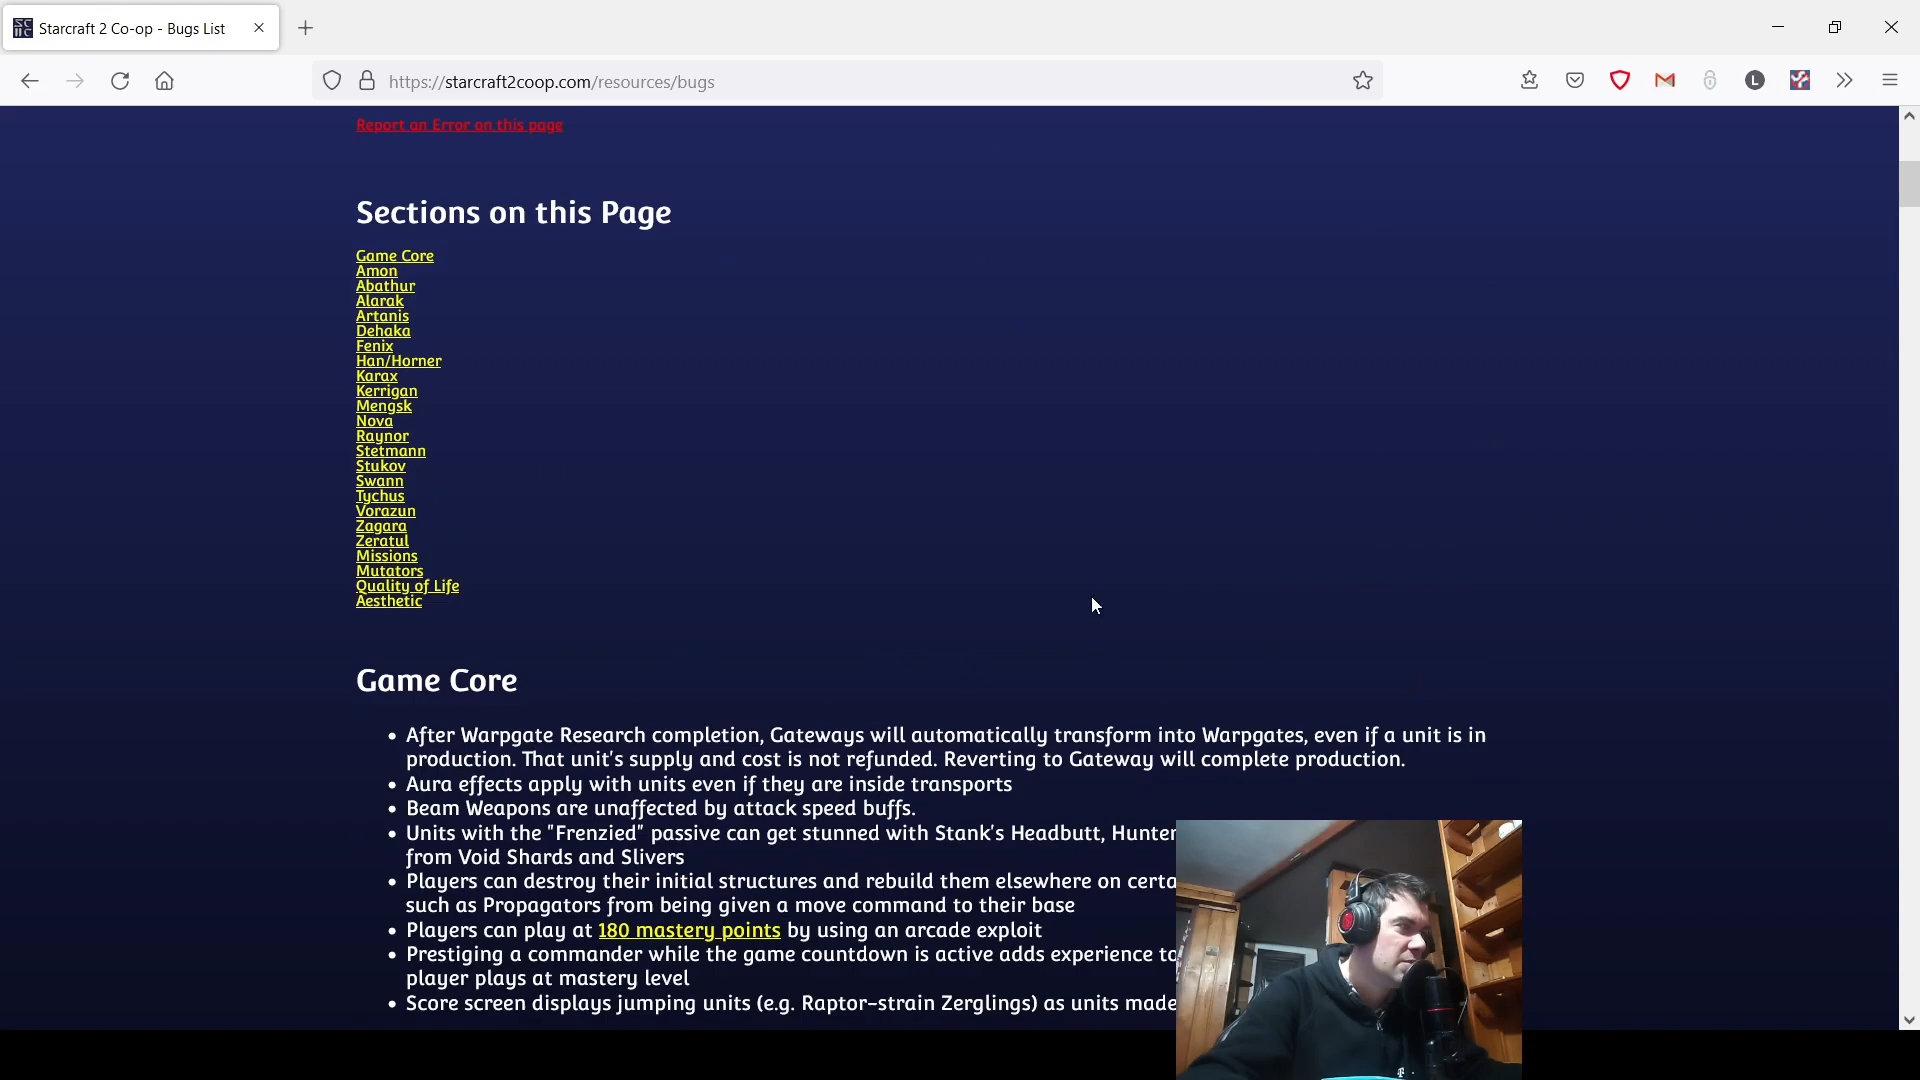 Starcraft 2 Co-op - Bugs List
https://starcraft2coop.com/resources/bugs
L
Report an Error on this page
Sections on this Page
Game Core
Amon
Abathur
Alarak
Artanis
Dehaka
Fenix
Han/Horner
Karax
Kerrigan
Mengsk
Nova
Raynor
Stetmann
Stukov
Swann
Tychus
Vorazun
Zagara
Zeratul
Missions
Mutators
Quality of Life
Aesthetic
Game Core
• After Warpgate Research completion, Gateways will automatically transform into Warpgates, even if a unit is in
production. That unit's supply and cost is not refunded. Reverting to Gateway will complete production.
• Aura effects apply with units even if they are inside transports
• Beam Weapons are unaffected by attack speed buffs.
• Units with the "Frenzied" passive can get stunned with Stank's Headbutt, Hunter
from Void Shards and Slivers
• Players can destroy their initial structures and rebuild them elsewhere on certa
such as Propagators from being given a move command to their base
• Players can play at 180 mastery points by using an arcade exploit
• Prestiging a commander while the game countdown is active adds experience to
player plays at mastery level
• Score screen displays jumping units (e.g. Raptor-strain Zerglings) as units made